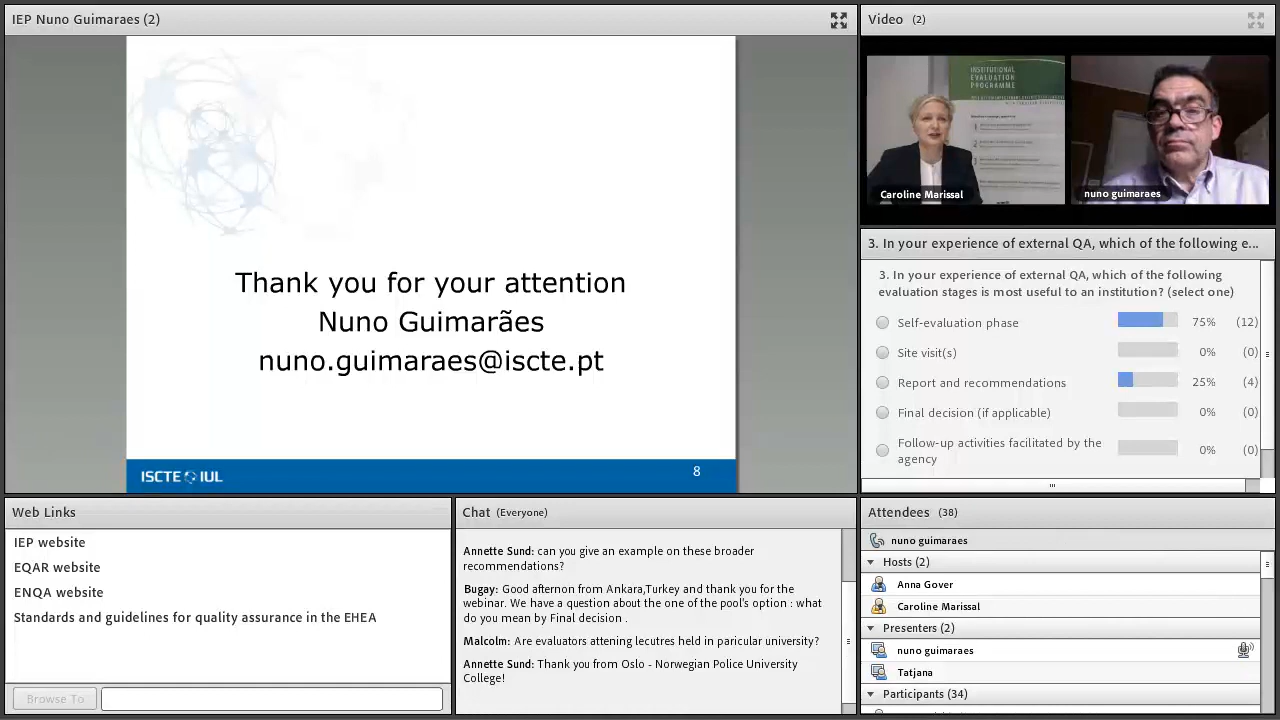 IEP Nuno Guimaraes (2)
Thank you for your attention
Nuno Guimarães
nuno.guimaraes@iscte.pt
ISCTE IUL
8
Video (2)
INSTITUTIONAL
EVALUATION
PROGRAMME
Caroline Marissal
nuno guimaraes
3. In your experience of external QA, which of the following e...
3. In your experience of external QA, which of the following
evaluation stages is most useful to an institution? (select one)
Self-evaluation phase 75% (12)
Site visit(s) 0% (0)
Report and recommendations 25% (4)
Final decision (if applicable) 0% (0)
Follow-up activities facilitated by the
agency 0% (0)
Web Links
IEP website
EQAR website
ENQA website
Standards and guidelines for quality assurance in the EHEA
Browse To
Chat (Everyone)
Annette Sund: can you give an example on these broader
recommendations?
Bugay: Good afternoon from Ankara,Turkey and thank you for the
webinar. We have a question about the one of the pool's option : what
do you mean by Final decision .
Malcolm: Are evaluators attening lecutres held in paricular university?
Annette Sund: Thank you from Oslo - Norwegian Police University
College!
Attendees (38)
nuno guimaraes
Hosts (2)
Anna Gover
Caroline Marissal
Presenters (2)
nuno guimaraes
Tatjana
Participants (34)